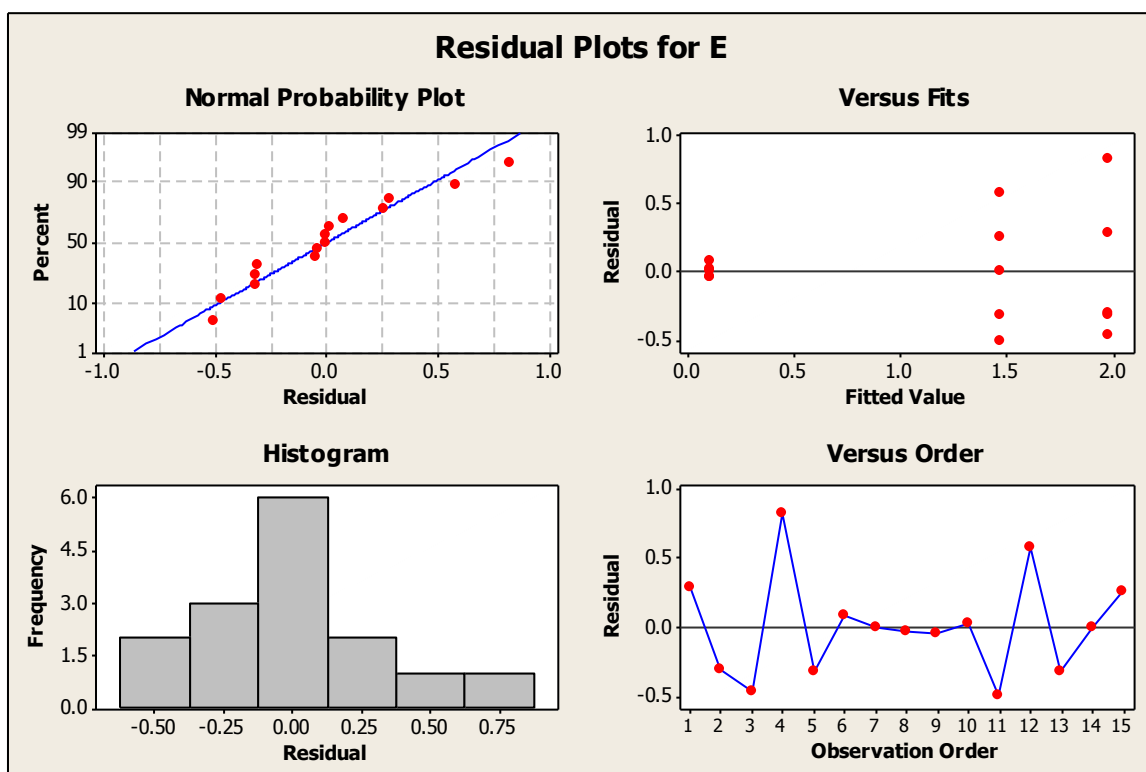 Residual Plots for E
Normal Probability Plot
99
90
50
10
1
Percent
-1.0 -0.5 0.0 0.5 1.0
Residual
Versus Fits
1.0
0.5
0.0
-0.5
Residual
0.0 0.5 1.0 1.5 2.0
Fitted Value
Histogram
6.0
4.5
3.0
1.5
0.0
Frequency
-0.50 -0.25 0.00 0.25 0.50 0.75
Residual
Versus Order
1.0
0.5
0.0
-0.5
Residual
1 2 3 4 5 6 7 8 9 10 11 12 13 14 15
Observation Order